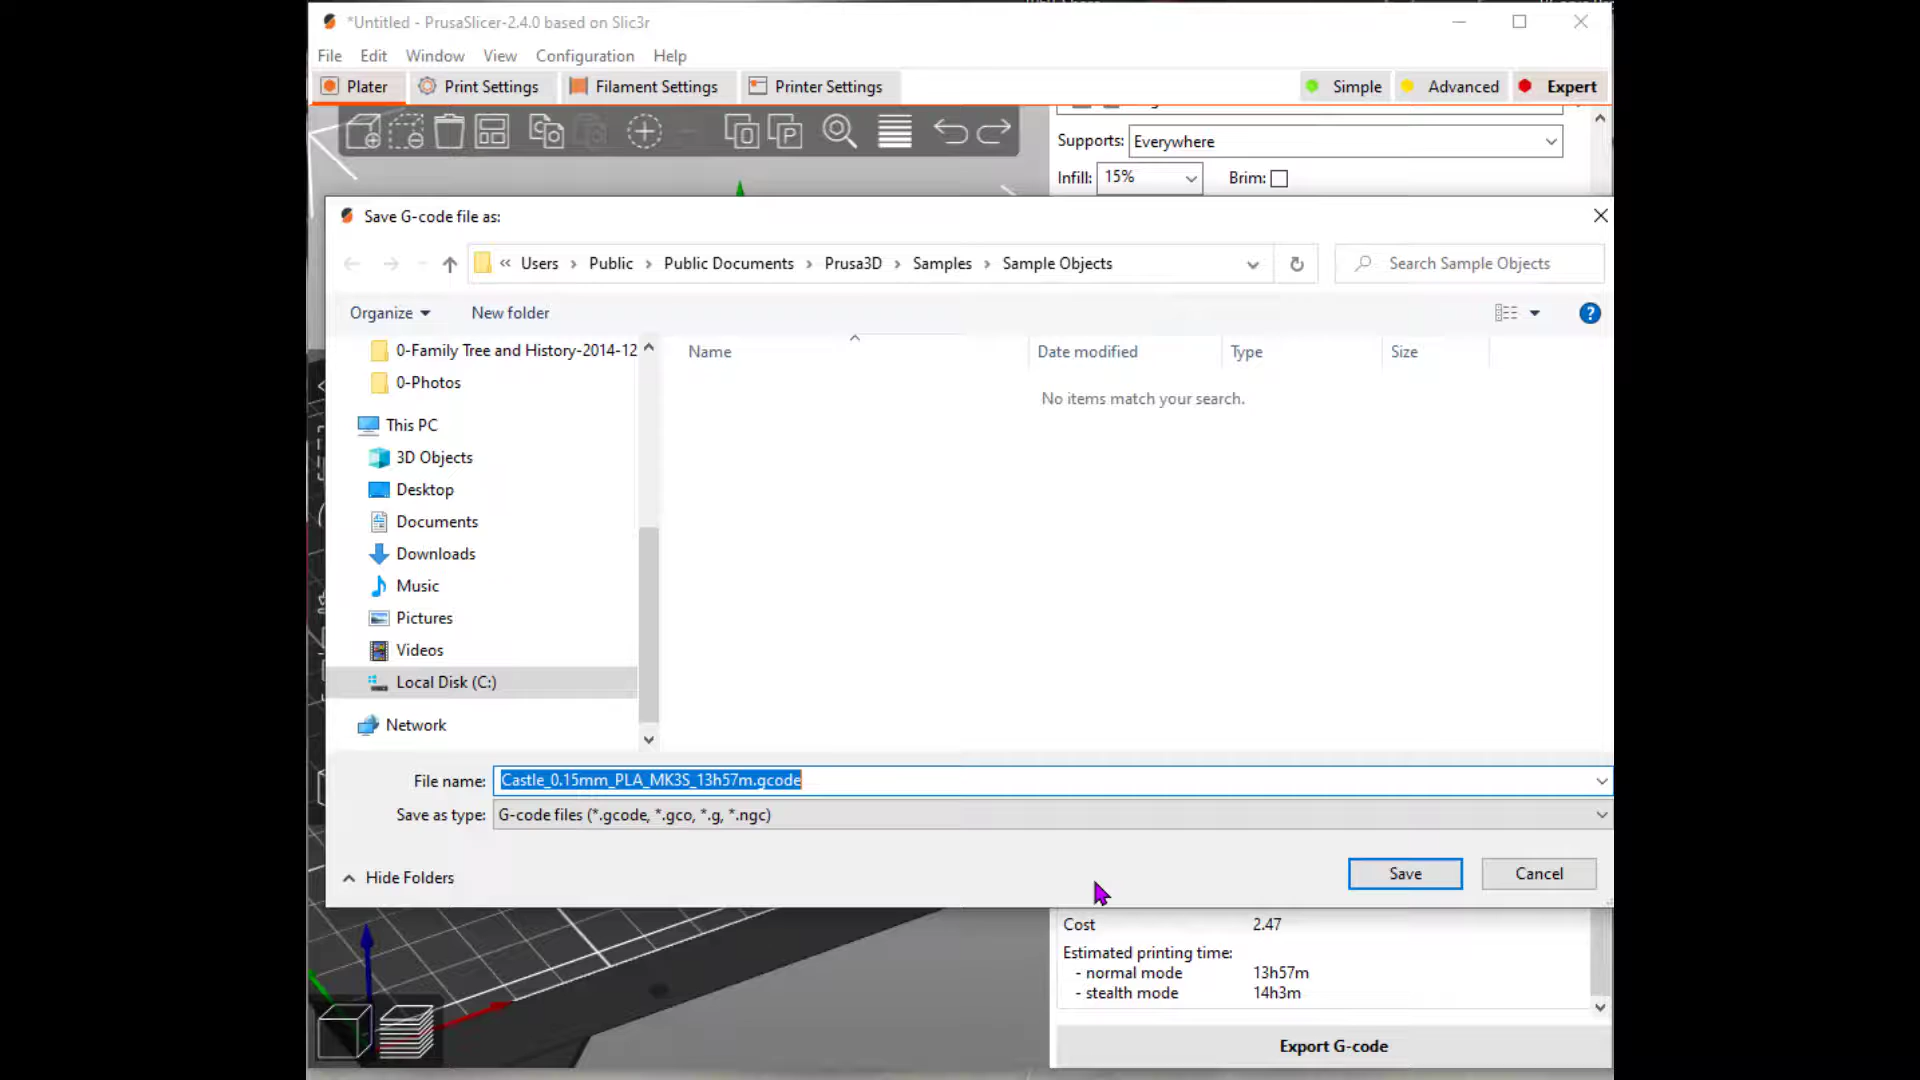 *Untitled - PrusaSlicer-2.4.0 based on Slic3r
File Edit Window View Configuration Help
Plater Print Settings Filament Settings Printer Settings Simple Advanced Expert
Supports: Everywhere
Infill: 15% Brim:
Save G-code file as:
« Users › Public › Public Documents › Prusa3D › Samples › Sample Objects Search Sample Objects
Organize New folder
Name Date modified Type Size
No items match your search.
0-Family Tree and History-2014-12
0-Photos
This PC
3D Objects
Desktop
Documents
Downloads
Music
Pictures
Videos
Local Disk (C:)
Network
File name: Castle_0.15mm_PLA_MK3S_13h57m.gcode
Save as type: G-code files (*.gcode, *.gco, *.g, *.ngc)
Hide Folders Save Cancel
Cost 2.47
Estimated printing time:
- normal mode 13h57m
- stealth mode 14h3m
Export G-code